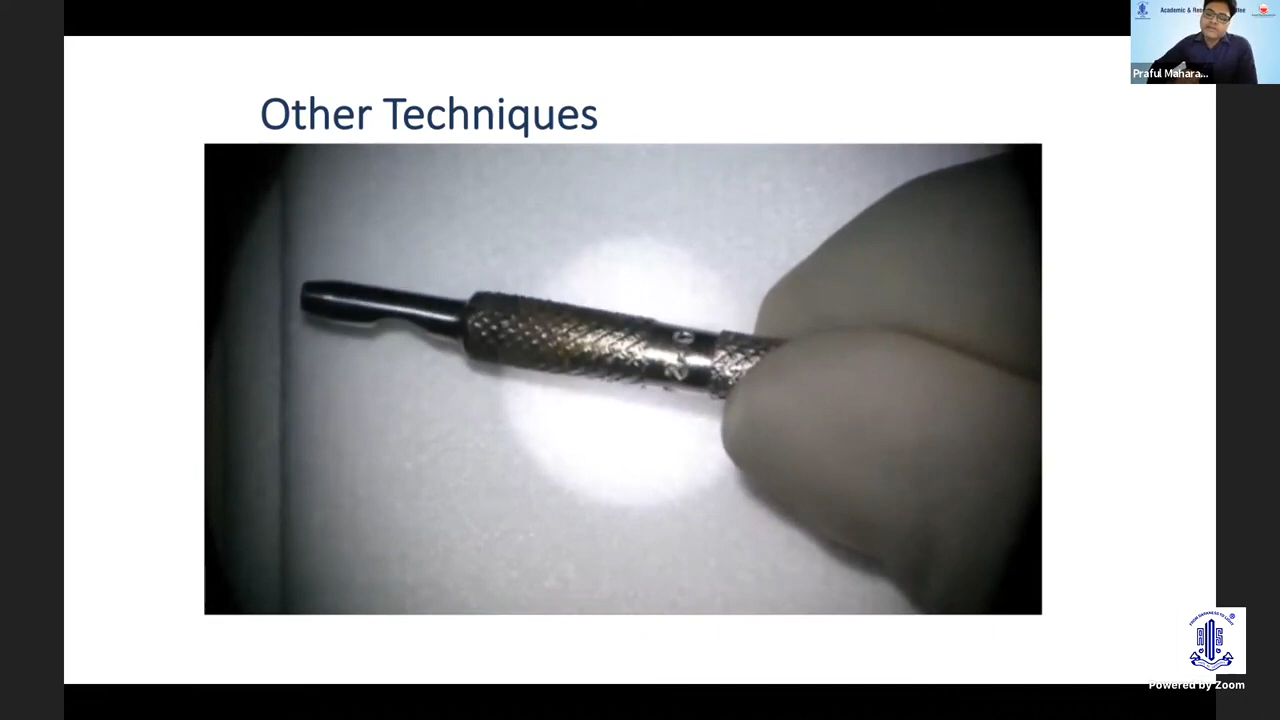 Academic & Res
Praful Mahara...
Other Techniques
Powered by Zoom